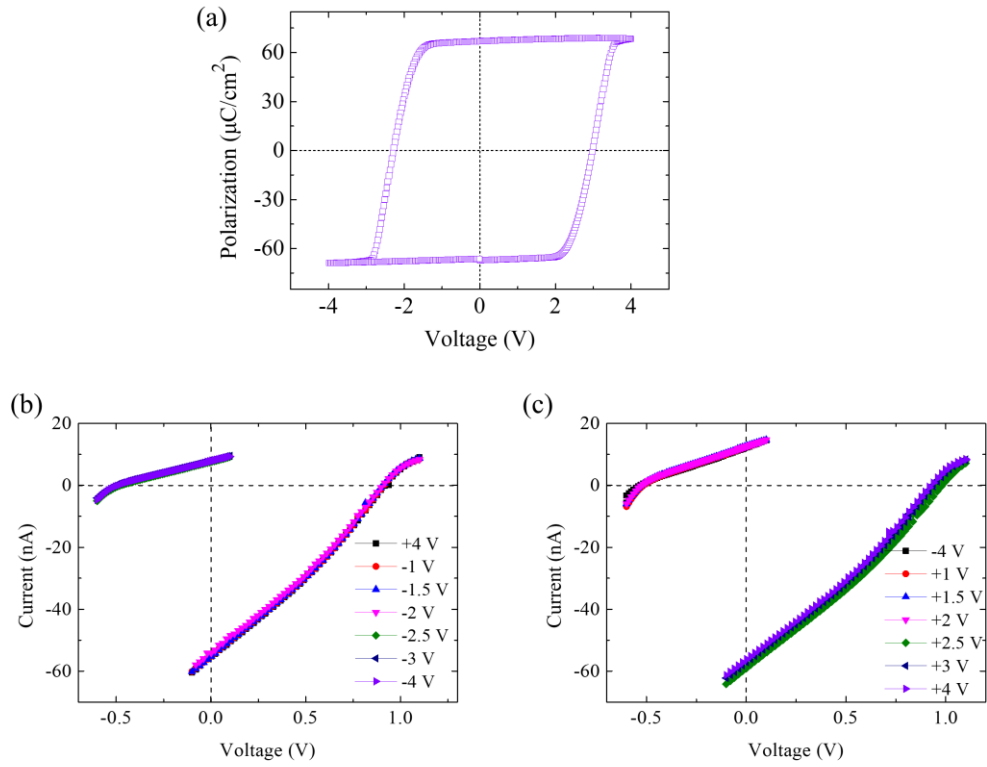 (a)
Polarization (μC/cm²)
60
30
0
-30
-60
-4
-2
0
2
4
Voltage (V)
(b)
Current (nA)
20
0
-20
-40
-60
-0.5
0.0
0.5
1.0
Voltage (V)
+4 V
-1 V
-1.5 V
-2 V
-2.5 V
-3 V
-4 V
(c)
Current (nA)
20
0
-20
-40
-60
-0.5
0.0
0.5
1.0
Voltage (V)
-4 V
+1 V
+1.5 V
+2 V
+2.5 V
+3 V
+4 V